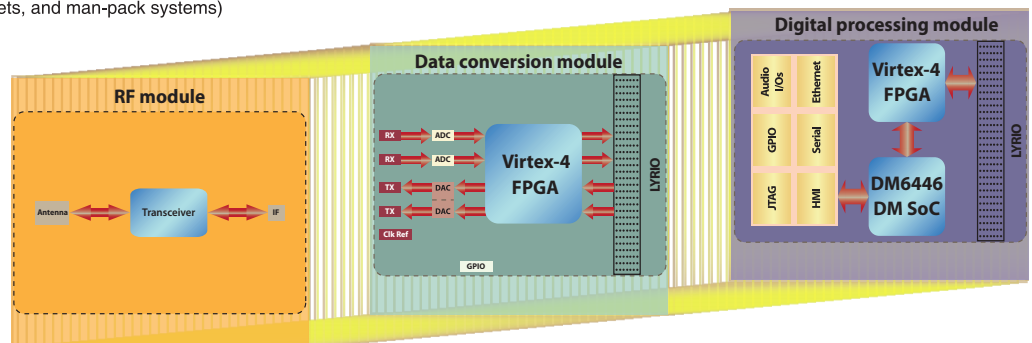 ets, and man-pack systems)
RF module
Antenna
Transceiver
IF
Data conversion module
RX
ADC
RX
ADC
TX
DAC
TX
DAC
Clk Ref
GPIO
Virtex-4
FPGA
LYRIO
Digital processing module
Audio
I/Os
Ethernet
GPIO
Serial
JTAG
HMI
Virtex-4
FPGA
DM6446
DM SoC
LYRIO